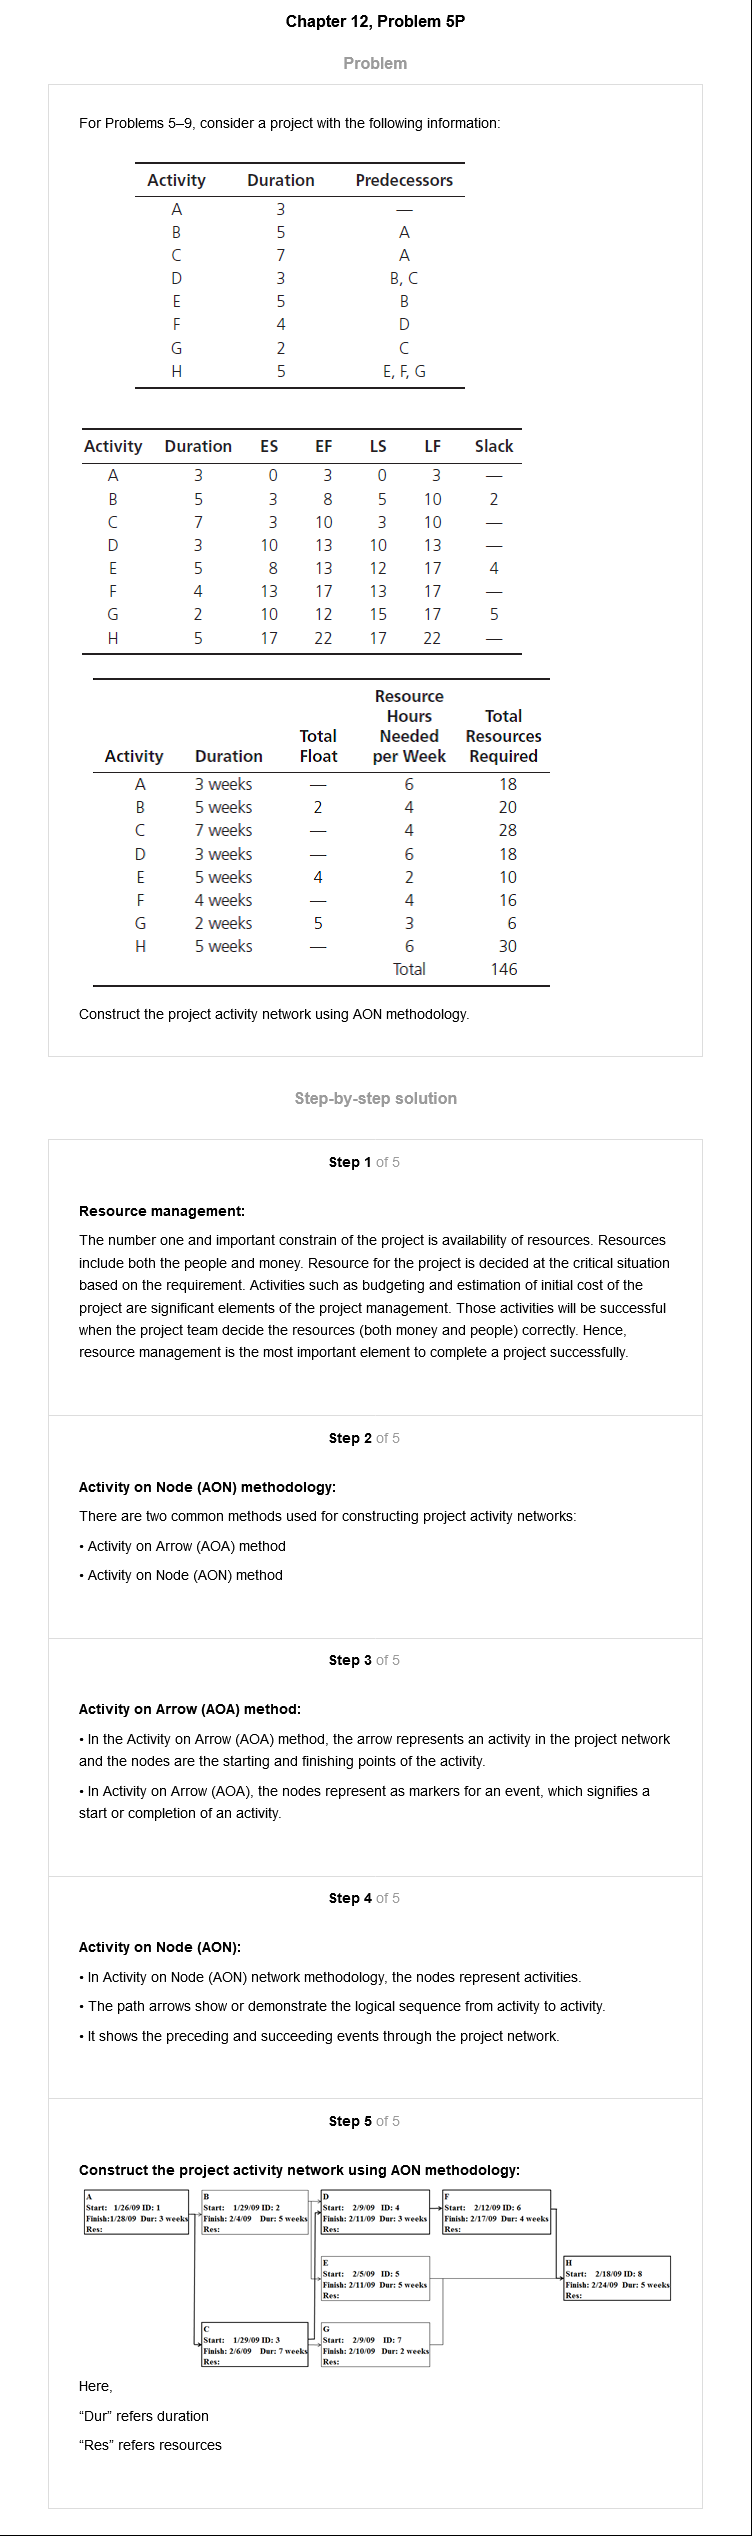 Chapter 12, Problem 5P
Problem
For Problems 5–9, consider a project with the following information:
Activity Duration Predecessors
A 3 —
B 5 A
C 7 A
D 3 B, C
E 5 B
F 4 D
G 2 C
H 5 E, F, G
Activity Duration ES EF LS LF Slack
A 3 0 3 0 3 —
B 5 3 8 5 10 2
C 7 3 10 3 10 —
D 3 10 13 10 13 —
E 5 8 13 12 17 4
F 4 13 17 13 17 —
G 2 10 12 15 17 5
H 5 17 22 17 22 —
Resource
Hours Total
Total Needed Resources
Activity Duration Float per Week Required
A 3 weeks — 6 18
B 5 weeks 2 4 20
C 7 weeks — 4 28
D 3 weeks — 6 18
E 5 weeks 4 2 10
F 4 weeks — 4 16
G 2 weeks 5 3 6
H 5 weeks — 6 30
Total 146
Construct the project activity network using AON methodology.
Step-by-step solution
Step 1 of 5
Resource management:
The number one and important constrain of the project is availability of resources. Resources
include both the people and money. Resource for the project is decided at the critical situation
based on the requirement. Activities such as budgeting and estimation of initial cost of the
project are significant elements of the project management. Those activities will be successful
when the project team decide the resources (both money and people) correctly. Hence,
resource management is the most important element to complete a project successfully.
Step 2 of 5
Activity on Node (AON) methodology:
There are two common methods used for constructing project activity networks:
• Activity on Arrow (AOA) method
• Activity on Node (AON) method
Step 3 of 5
Activity on Arrow (AOA) method:
• In the Activity on Arrow (AOA) method, the arrow represents an activity in the project network
and the nodes are the starting and finishing points of the activity.
• In Activity on Arrow (AOA), the nodes represent as markers for an event, which signifies a
start or completion of an activity.
Step 4 of 5
Activity on Node (AON):
• In Activity on Node (AON) network methodology, the nodes represent activities.
• The path arrows show or demonstrate the logical sequence from activity to activity.
• It shows the preceding and succeeding events through the project network.
Step 5 of 5
Construct the project activity network using AON methodology:
A
Start: 1/26/09 ID: 1
Finish:1/28/09 Dur: 3 weeks
Res:
B
Start: 1/29/09 ID: 2
Finish: 2/4/09 Dur: 5 weeks
Res:
D
Start: 2/9/09 ID: 4
Finish: 2/11/09 Dur: 3 weeks
Res:
F
Start: 2/12/09 ID: 6
Finish: 2/17/09 Dur: 4 weeks
Res:
E
Start: 2/5/09 ID: 5
Finish: 2/11/09 Dur: 5 weeks
Res:
H
Start: 2/18/09 ID: 8
Finish: 2/24/09 Dur: 5 weeks
Res:
C
Start: 1/29/09 ID: 3
Finish: 2/6/09 Dur: 7 weeks
Res:
G
Start: 2/9/09 ID: 7
Finish: 2/10/09 Dur: 2 weeks
Res:
Here,
“Dur” refers duration
“Res” refers resources